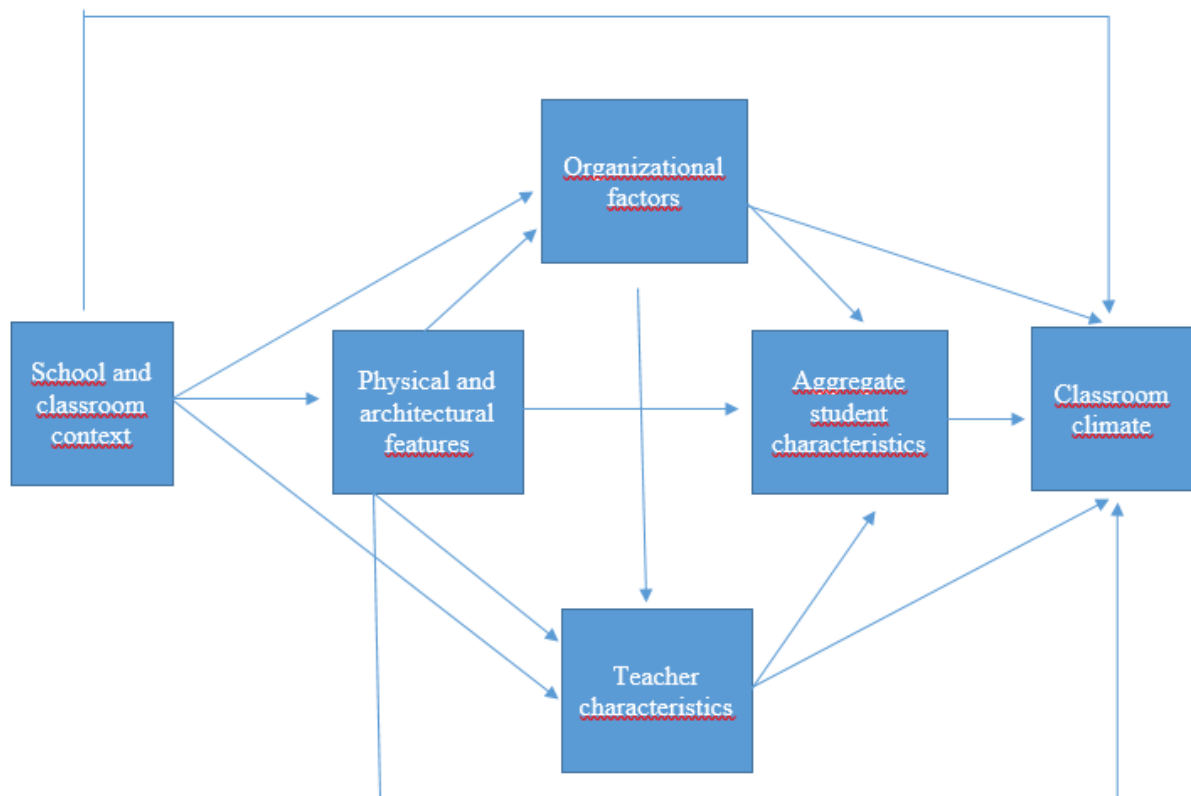 Organizational
factors
School and
classroom
context
Physical and
architectural
features
Aggregate
student
characteristics
Classroom
climate
Teacher
characteristics